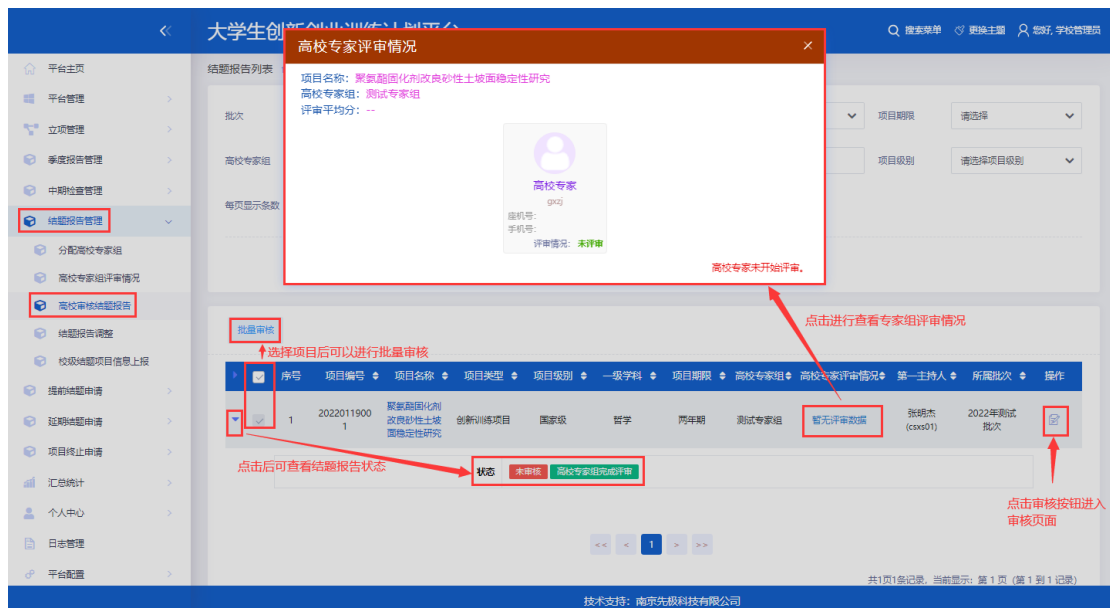 大学生创新创业训练计划平台
搜索菜单 更换主题 您好, 学校管理员
平台主页
平台管理
立项管理
季度报告管理
中期检查管理
结题报告管理
分配高校专家组
高校专家组评审情况
高校审核结题报告
结题报告调整
校级结题项目信息上报
提前结题申请
延期结题申请
项目终止申请
汇总统计
个人中心
日志管理
平台配置
结题报告列表
批次
项目期限 请选择
高校专家组
项目级别 请选择项目级别
每页显示条数
高校专家评审情况
项目名称: 聚氨酯固化剂改良砂性土坡面稳定性研究
高校专家组: 测试专家组
评审平均分: --
高校专家
gxzj
座机号:
手机号:
评审情况: 未评审
高校专家未开始评审。
点击进行查看专家组评审情况
批量审核
选择项目后可以进行批量审核
序号 项目编号 项目名称 项目类型 项目级别 一级学科 项目期限 高校专家组 高校专家评审情况 第一主持人 所属批次 操作
1 2022011900 1 聚氨酯固化剂改良砂性土坡面稳定性研究 创新训练项目 国家级 哲学 两年期 测试专家组 暂无评审数据 张明杰 (csxs01) 2022年测试批次
点击后可查看结题报告状态
状态 未审核 高校专家组完成评审
点击审核按钮进入
审核页面
<< < 1 > >>
共1页1条记录, 当前显示: 第 1 页 (第 1 到 1 记录)
技术支持: 南京先极科技有限公司